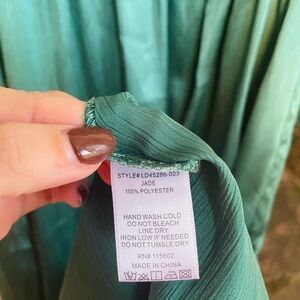 STYLE# LD45286-003
JADE
100% POLYESTER
HAND WASH COLD
DO NOT BLEACH
LINE DRY
IRON LOW IF NEEDED
DO NOT TUMBLE DRY
RN# 115602
MADE IN CHINA